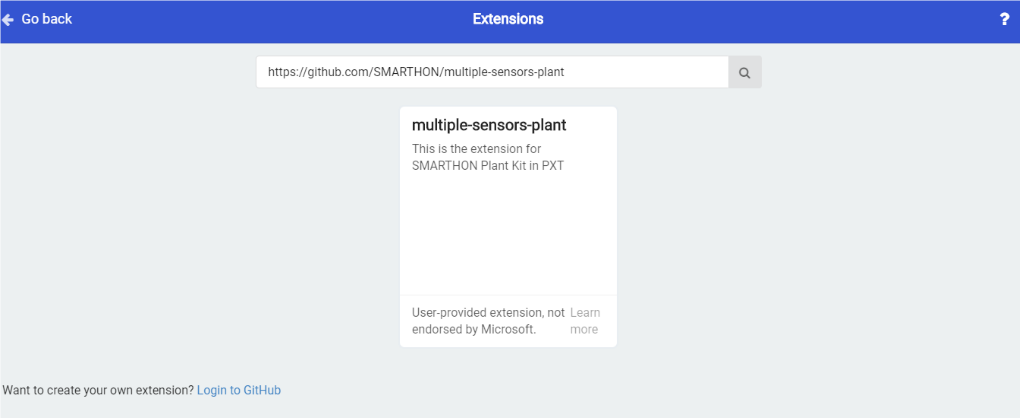 Go back
Extensions
?
https://github.com/SMARTHON/multiple-sensors-plant
multiple-sensors-plant
This is the extension for
SMARTHON Plant Kit in PXT
User-provided extension, not
endorsed by Microsoft.
Learn
more
Want to create your own extension? Login to GitHub